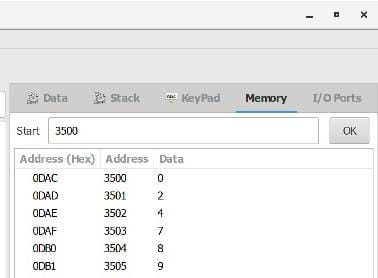 Data Stack KeyPad Memory I/O Ports
Start 3500 OK
Address (Hex) Address Data
0DAC 3500 0
0DAD 3501 2
0DAE 3502 4
0DAF 3503 7
0DB0 3504 8
0DB1 3505 9